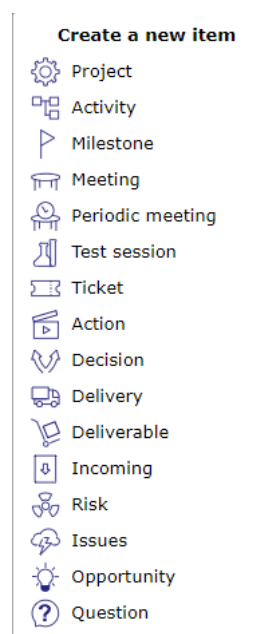 Create a new item
Project
Activity
Milestone
Meeting
Periodic meeting
Test session
Ticket
Action
Decision
Delivery
Deliverable
Incoming
Risk
Issues
Opportunity
Question